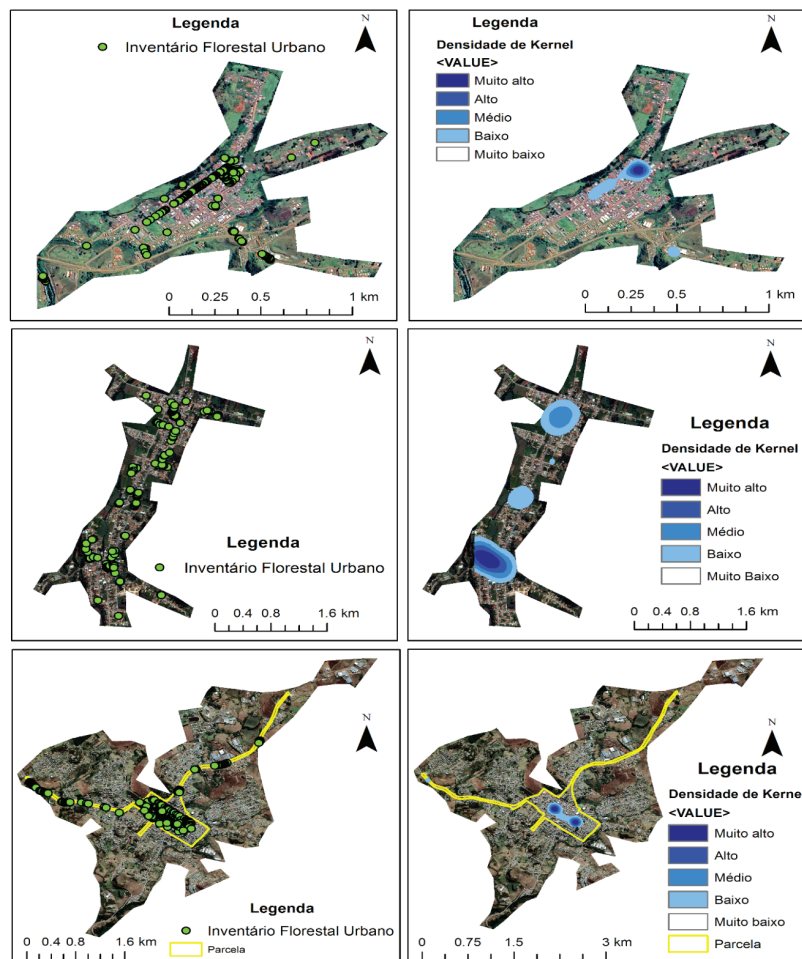 Legenda
Inventário Florestal Urbano
N
0 0.25 0.5 1 km
Legenda
Densidade de Kernel
<VALUE>
Muito alto
Alto
Médio
Baixo
Muito baixo
N
0 0.25 0.5 1 km
N
Legenda
Inventário Florestal Urbano
0 0.4 0.8 1.6 km
N
Legenda
Densidade de Kernel
<VALUE>
Muito alto
Alto
Médio
Baixo
Muito Baixo
0 0.4 0.8 1.6 km
N
Legenda
Inventário Florestal Urbano
Parcela
0 0.4 0.8 1.6 km
N
Legenda
Densidade de Kernel
<VALUE>
Muito alto
Alto
Médio
Baixo
Muito baixo
Parcela
0 0.75 1.5 3 km